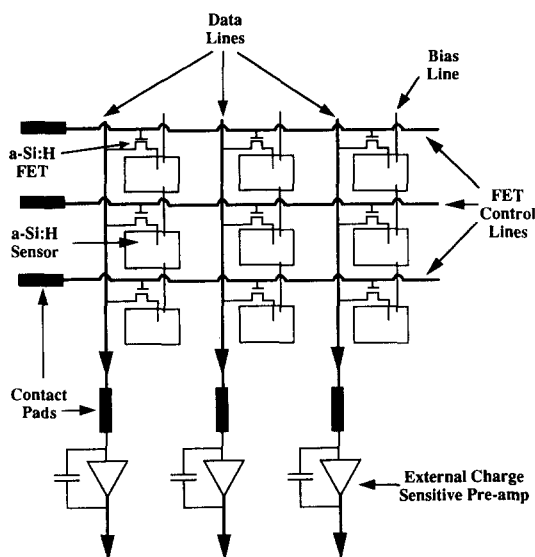 Data
Lines
Bias
Line
a-Si:H
FET
FET
Control
Lines
a-Si:H
Sensor
Contact
Pads
External Charge
Sensitive Pre-amp